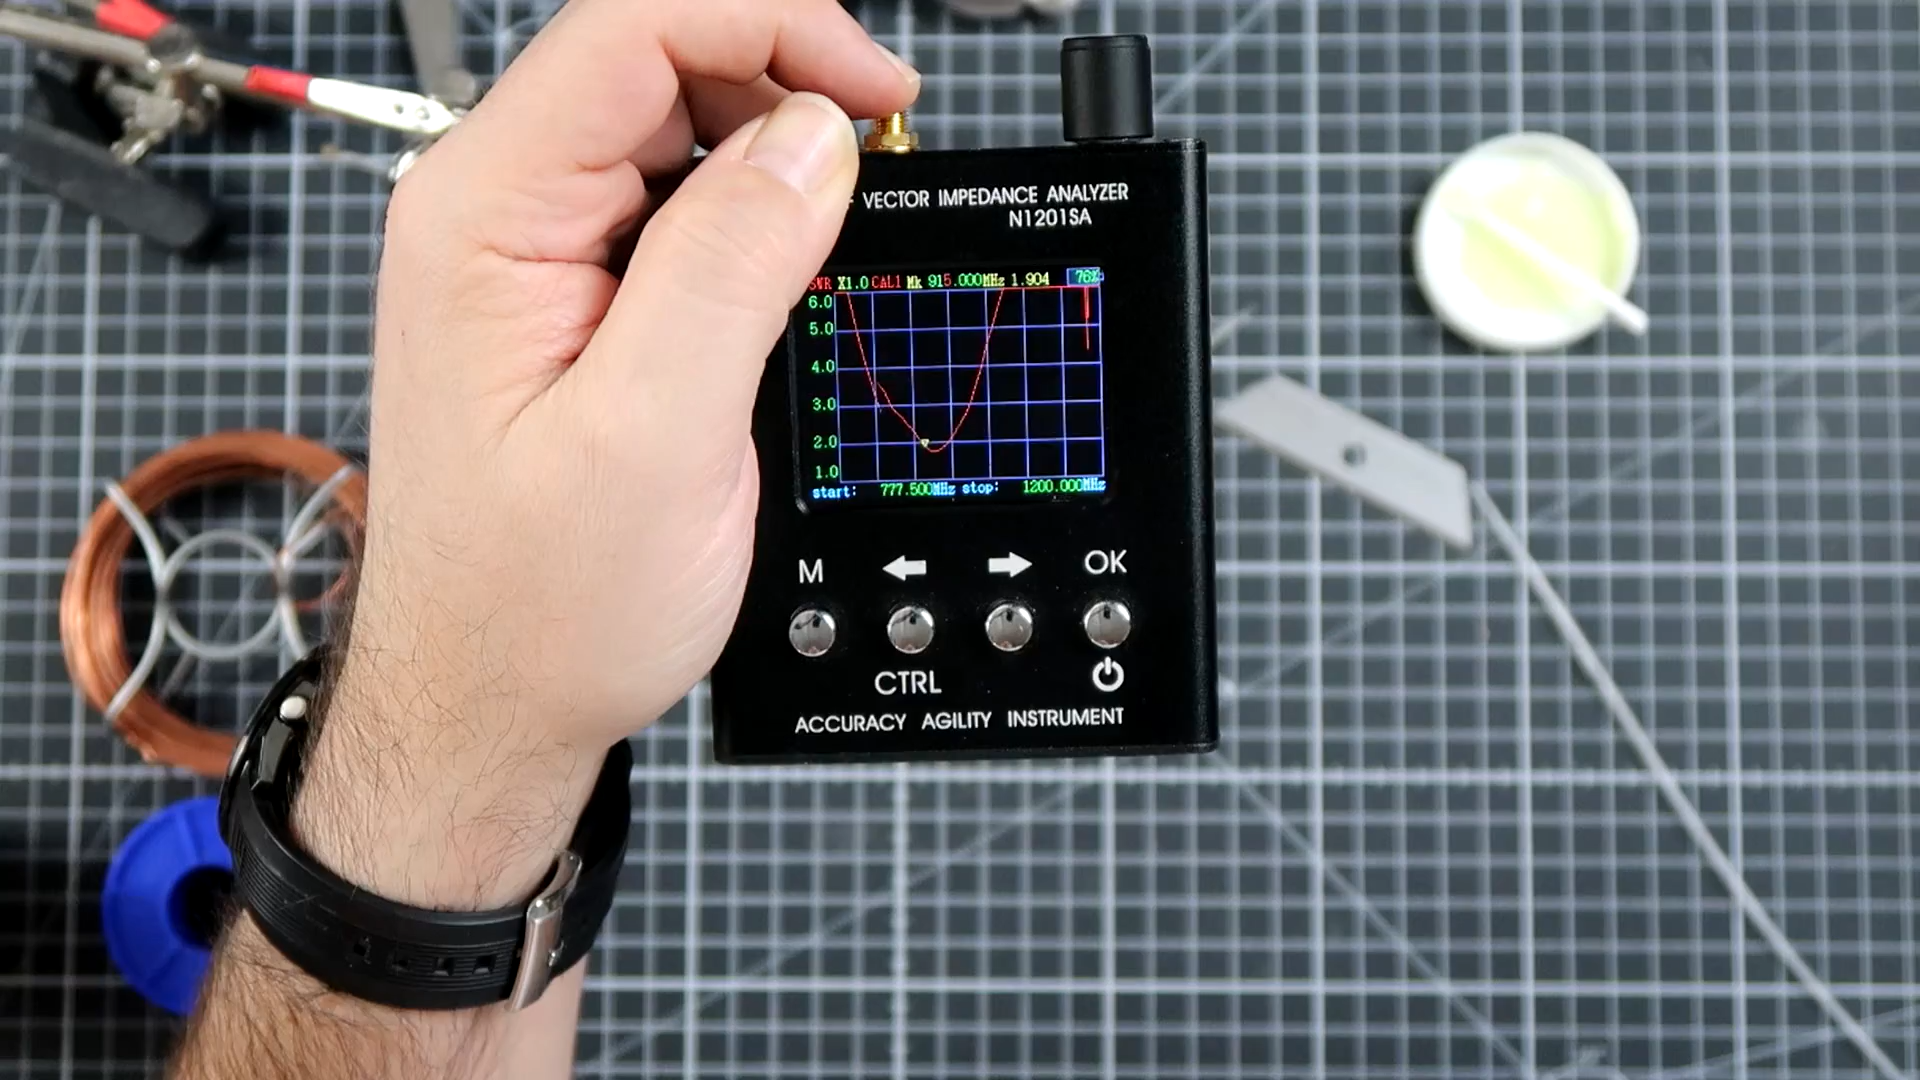 VECTOR IMPEDANCE ANALYZER
N1201SA
SWR X1.0 CAL1 Mk 915.000MHz 1.904 76%
6.0
5.0
4.0
3.0
2.0
1.0
start: 777.500MHz stop: 1200.000MHz
M OK
CTRL
ACCURACY AGILITY INSTRUMENT